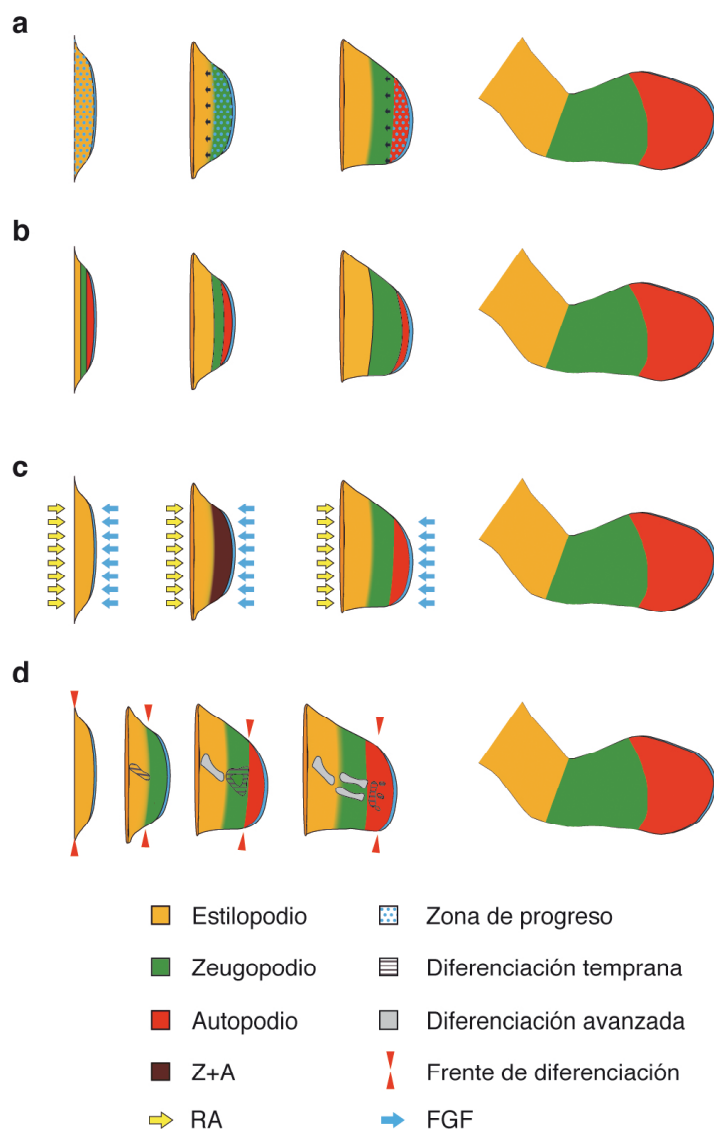 a
b
c
d
Estilopodio
Zona de progreso
Zeugopodio
Diferenciación temprana
Autopodio
Diferenciación avanzada
Z+A
Frente de diferenciación
RA
FGF